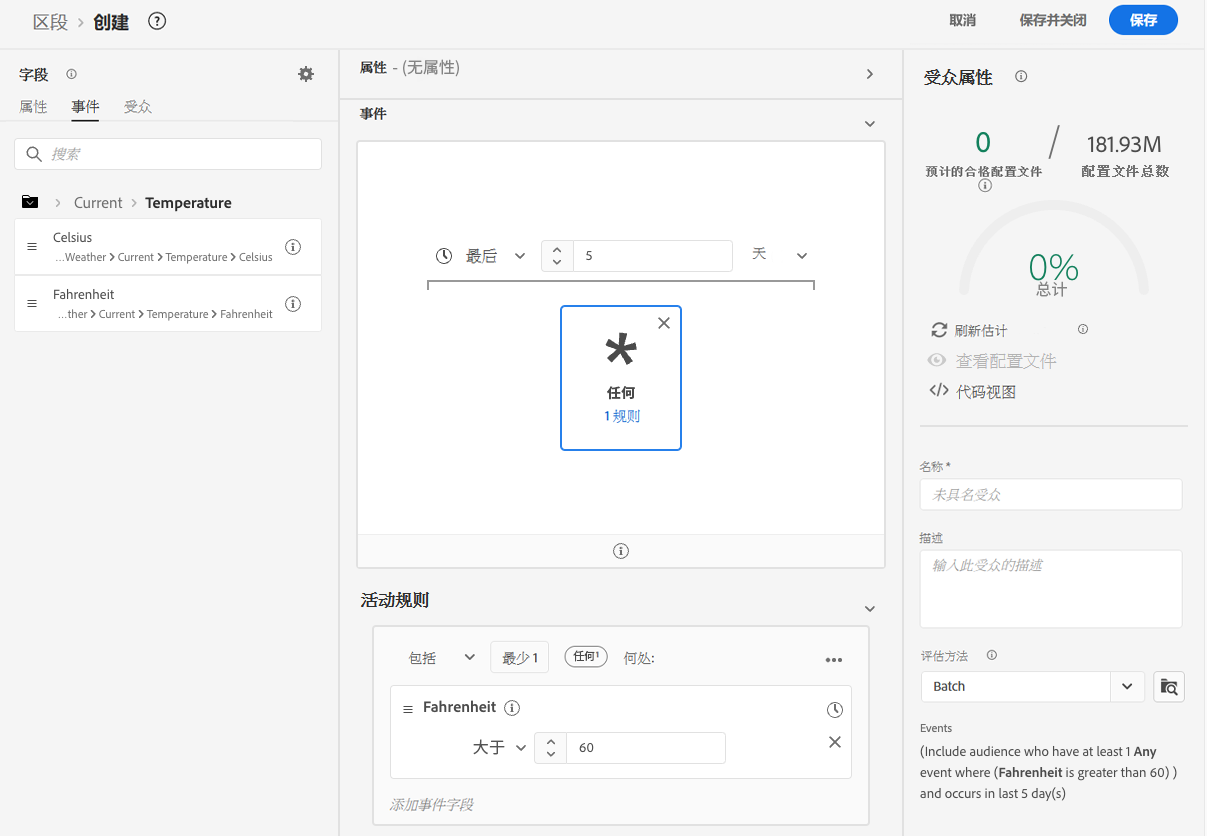 区段 > 创建
取消 保存并关闭 保存
字段
属性 事件 受众
搜索
Current > Temperature
Celsius
...Weather > Current > Temperature > Celsius
Fahrenheit
...ther > Current > Temperature > Fahrenheit
属性 - (无属性)
事件
最后 5 天
任何
1 规则
活动规则
包括 最少 1 任何1 何处:
Fahrenheit
大于 60
添加事件字段
受众属性
0 / 181.93M
预计的合格配置文件 配置文件总数
0%
总计
刷新估计
查看配置文件
</> 代码视图
名称 *
未具名受众
描述
输入此受众的描述
评估方法
Batch
Events
(Include audience who have at least 1 Any
event where (Fahrenheit is greater than 60) )
and occurs in last 5 day(s)